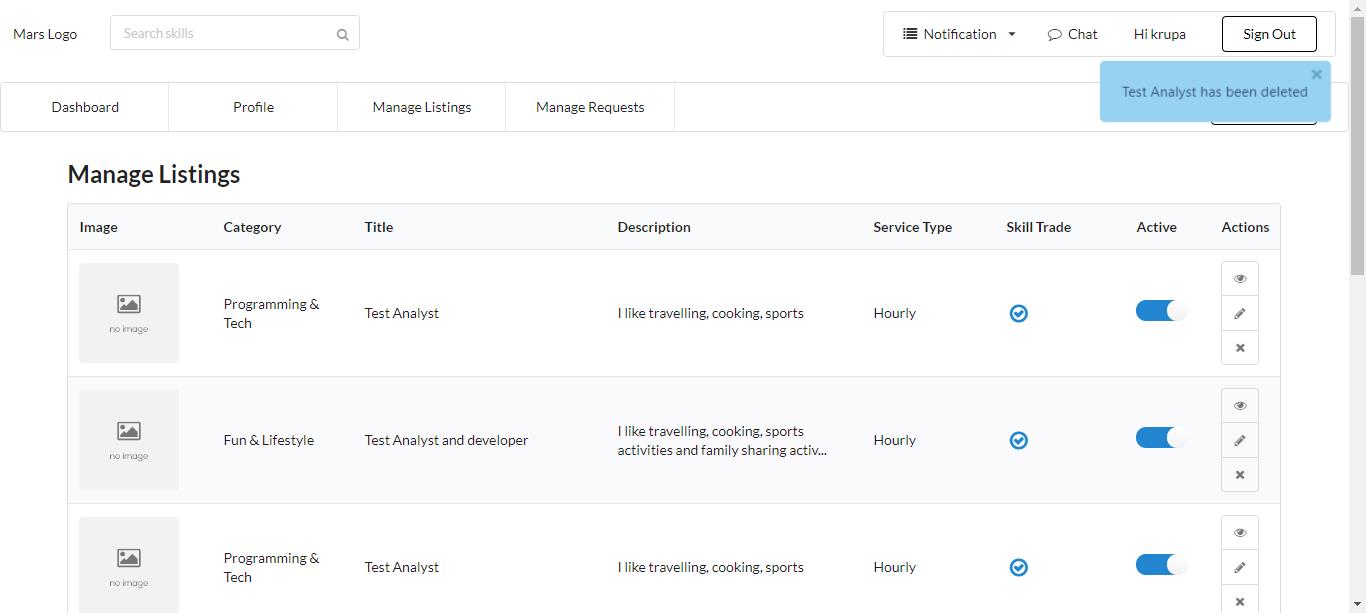 Mars Logo
Search skills
Notification
Chat
Hi krupa
Sign Out
Test Analyst has been deleted
Dashboard
Profile
Manage Listings
Manage Requests
Manage Listings
Image Category Title Description Service Type Skill Trade Active Actions
no image
Programming &
Tech
Test Analyst
I like travelling, cooking, sports
Hourly
no image
Fun & Lifestyle
Test Analyst and developer
I like travelling, cooking, sports
activities and family sharing activ...
Hourly
no image
Programming &
Tech
Test Analyst
I like travelling, cooking, sports
Hourly